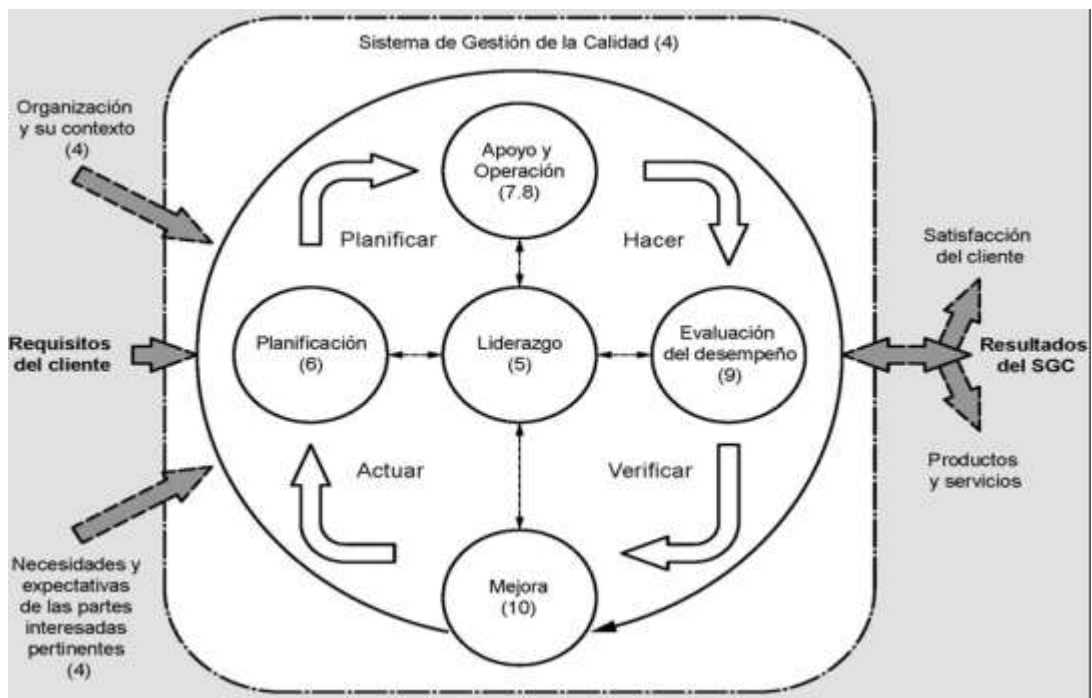 Sistema de Gestión de la Calidad (4)
Organización
y su contexto
(4)
Apoyo y
Operación
(7,8)
Planificar
Hacer
Satisfacción
del cliente
Requisitos
del cliente
Planificación
(6)
Liderazgo
(5)
Evaluación
del desempeño
(9)
Resultados
del SGC
Actuar
Verificar
Productos
y servicios
Necesidades y
expectativas
de las partes
interesadas
pertinentes
(4)
Mejora
(10)